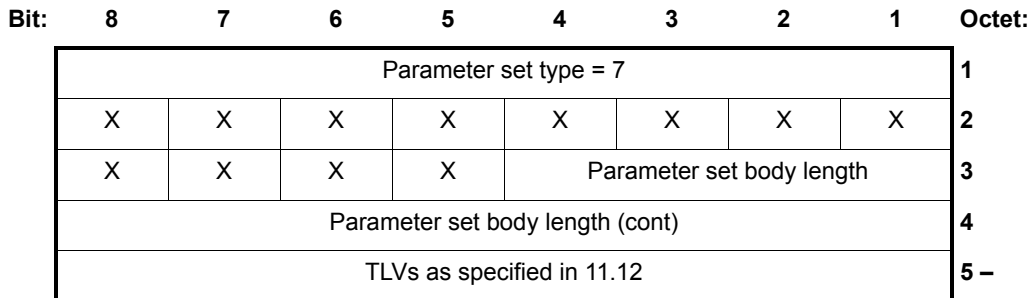 Bit: 8 7 6 5 4 3 2 1 Octet:
Parameter set type = 7 1
X X X X X X X X 2
X X X X Parameter set body length 3
Parameter set body length (cont) 4
TLVs as specified in 11.12 5 –